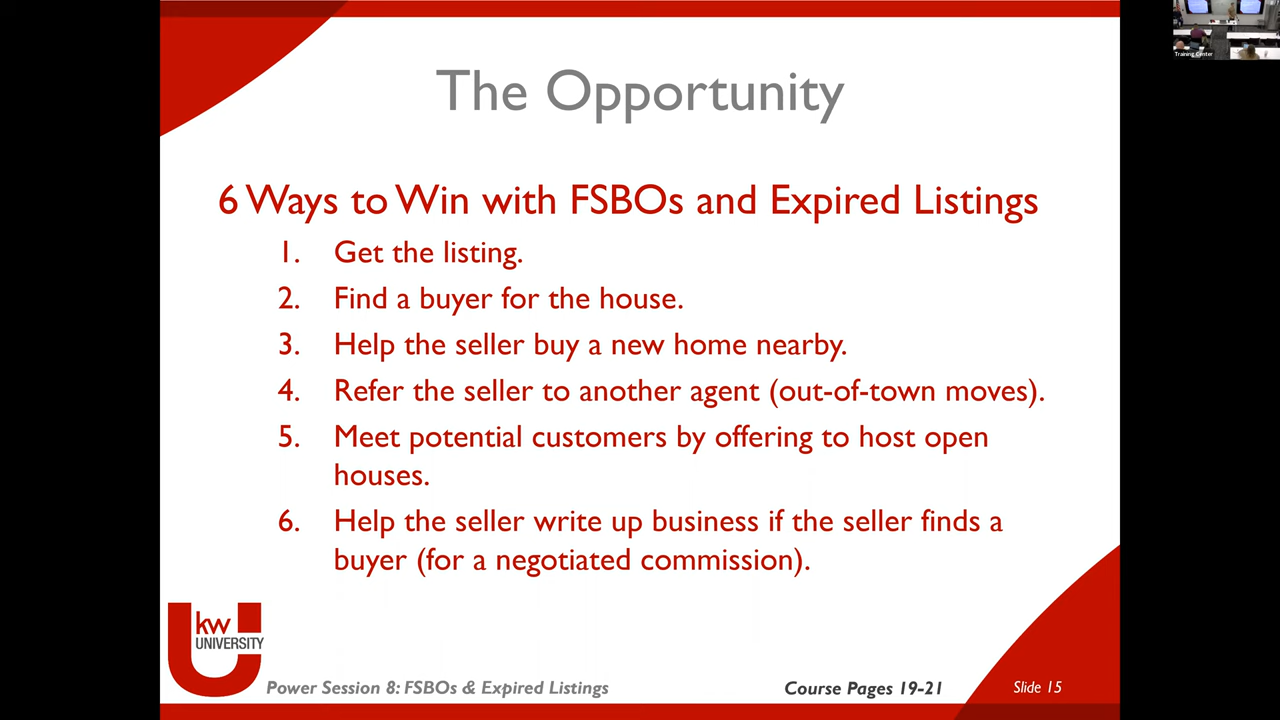 Training Center
The Opportunity
6 Ways to Win with FSBOs and Expired Listings
1. Get the listing.
2. Find a buyer for the house.
3. Help the seller buy a new home nearby.
4. Refer the seller to another agent (out-of-town moves).
5. Meet potential customers by offering to host open
houses.
6. Help the seller write up business if the seller finds a
buyer (for a negotiated commission).
kw
UNIVERSITY
Power Session 8: FSBOs & Expired Listings
Course Pages 19-21
Slide 15